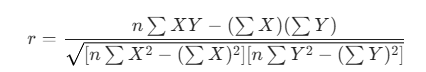 r = \frac{n \sum XY - (\sum X)(\sum Y)}{\sqrt{[n \sum X^2 - (\sum X)^2][n \sum Y^2 - (\sum Y)^2]}}